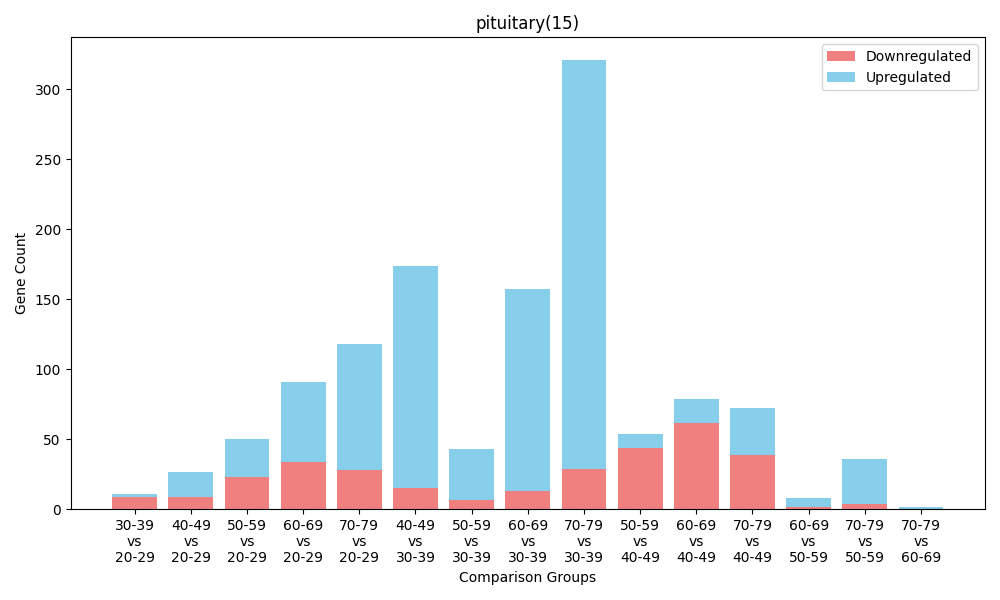 pituitary(15)
Downregulated
Upregulated
Gene Count
300
250
200
150
100
50
0
30-39 40-49 50-59 60-69 70-79 40-49 50-59 60-69 70-79 50-59 60-69 70-79 60-69 70-79 70-79
vs vs vs vs vs vs vs vs vs vs vs vs vs vs vs
20-29 20-29 20-29 20-29 20-29 30-39 30-39 30-39 30-39 40-49 40-49 40-49 50-59 50-59 60-69
Comparison Groups